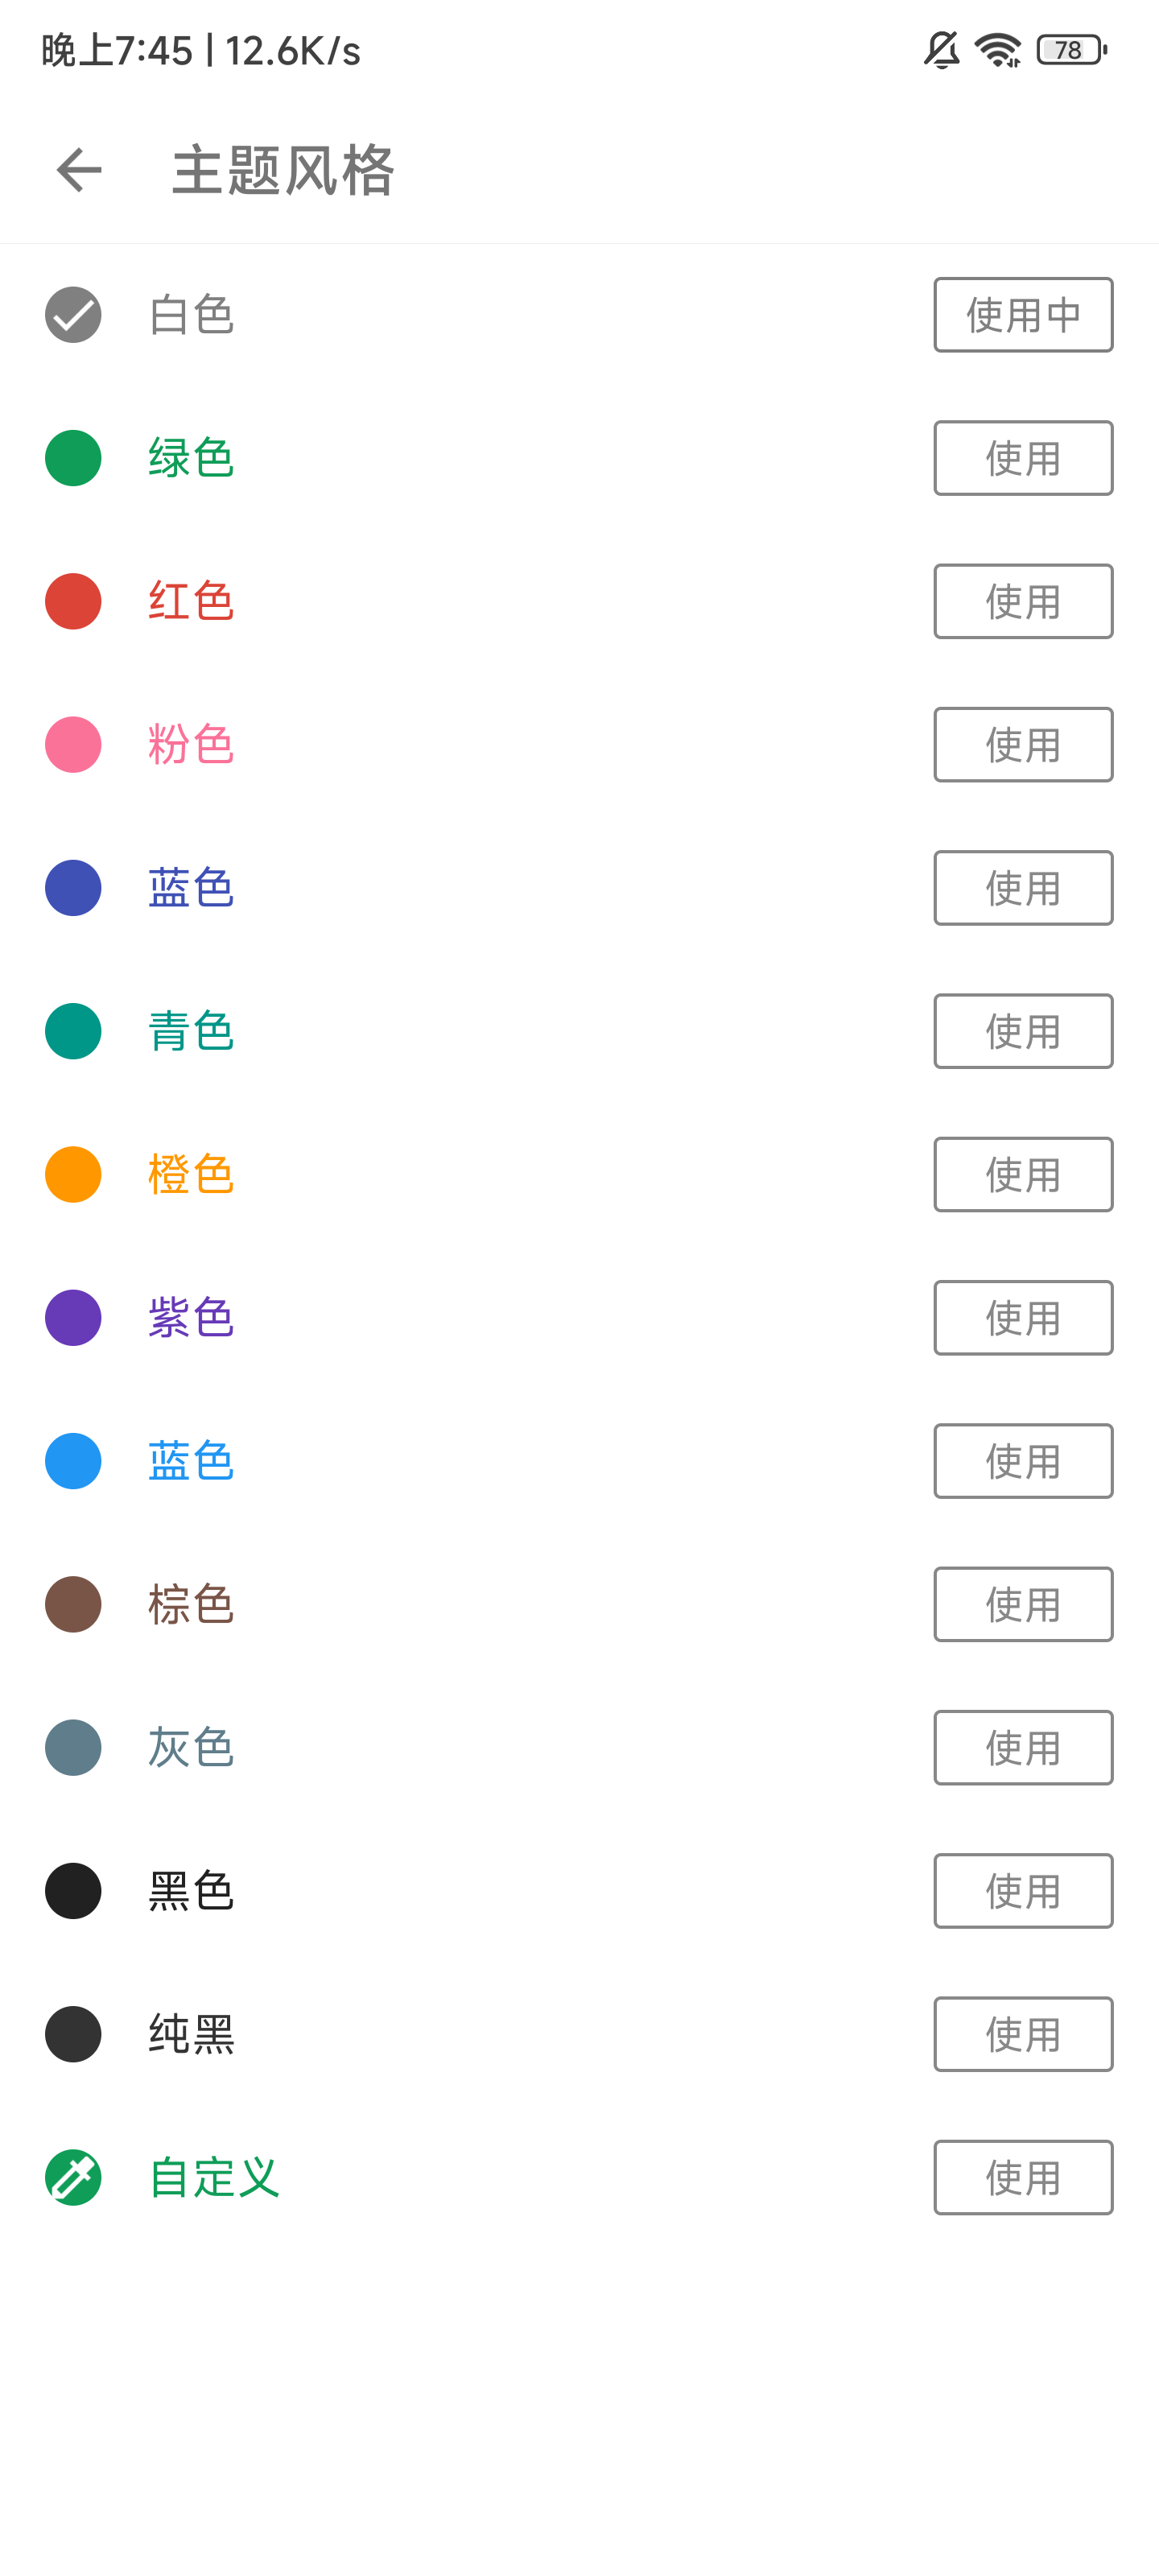 晚上7:45 | 12.6K/s
78
主题风格
白色 使用中
绿色 使用
红色 使用
粉色 使用
蓝色 使用
青色 使用
橙色 使用
紫色 使用
蓝色 使用
棕色 使用
灰色 使用
黑色 使用
纯黑 使用
自定义 使用